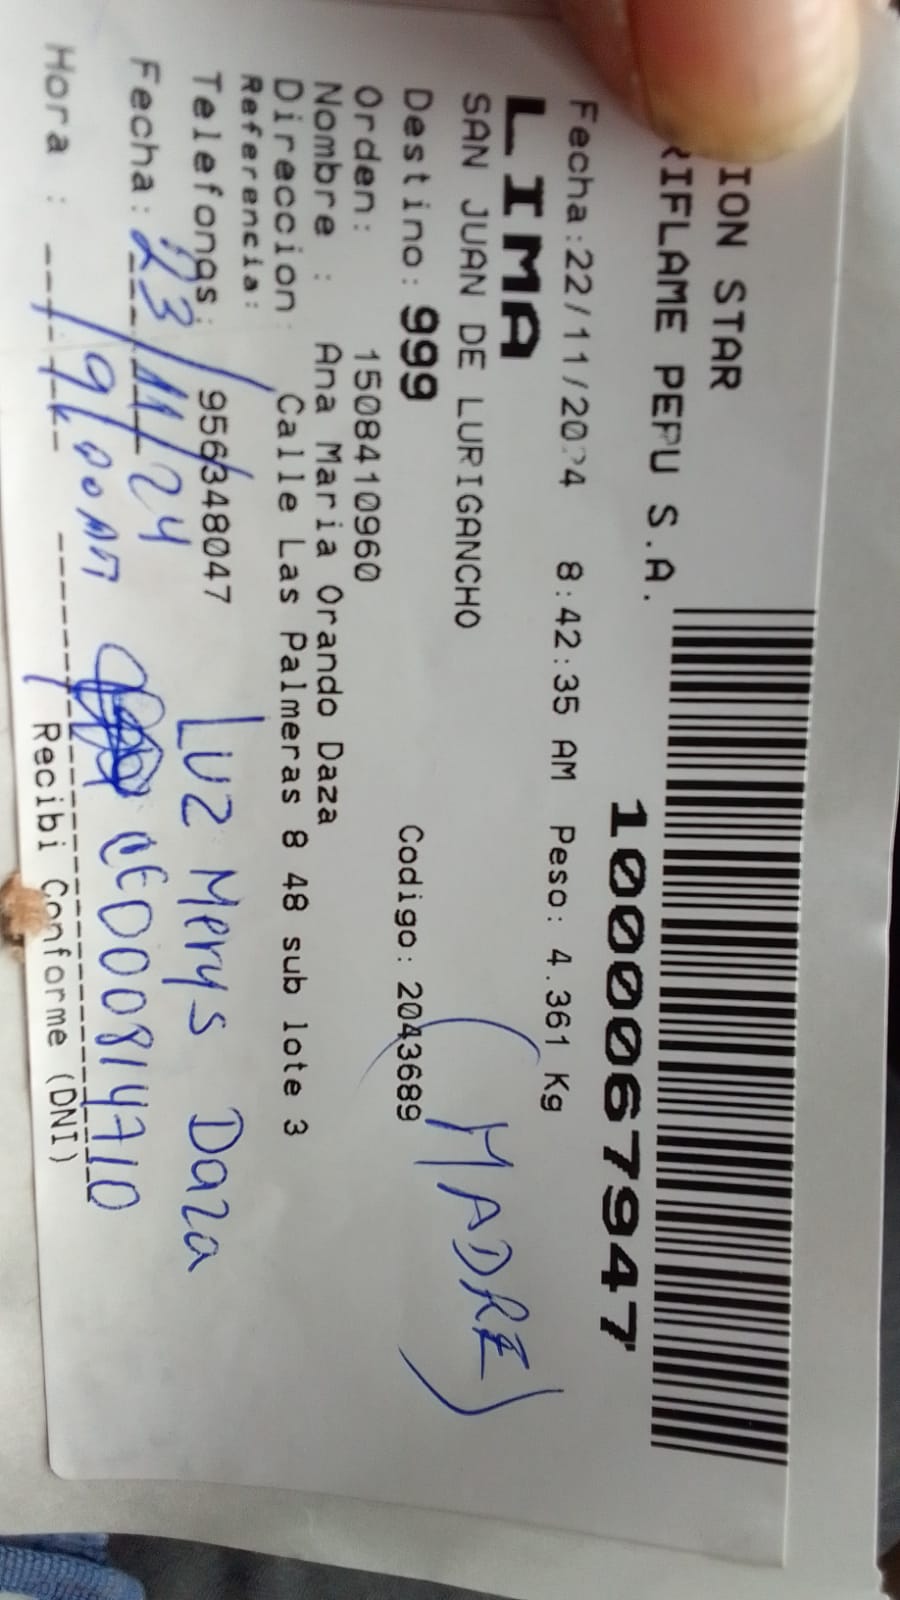 ION STAR
RIFLAME PERU S.A.
1000067947
Fecha:22/11/2024 8:42:35 AM Peso: 4.361 Kg
LIMA
SAN JUAN DE LURIGANCHO
(MADRE)
Destino: 999 Codigo: 2043689
Orden: 1508410960
Nombre : Ana Maria Orando Daza
Direccion: Calle Las Palmeras 8 48 sub lote 3
Referencia:
Telefonos: 956348047
Luz Merys Daza
Fecha: 23/11/24
CE000814710
Hora : 9:00 AM
Recibi Conforme (DNI)